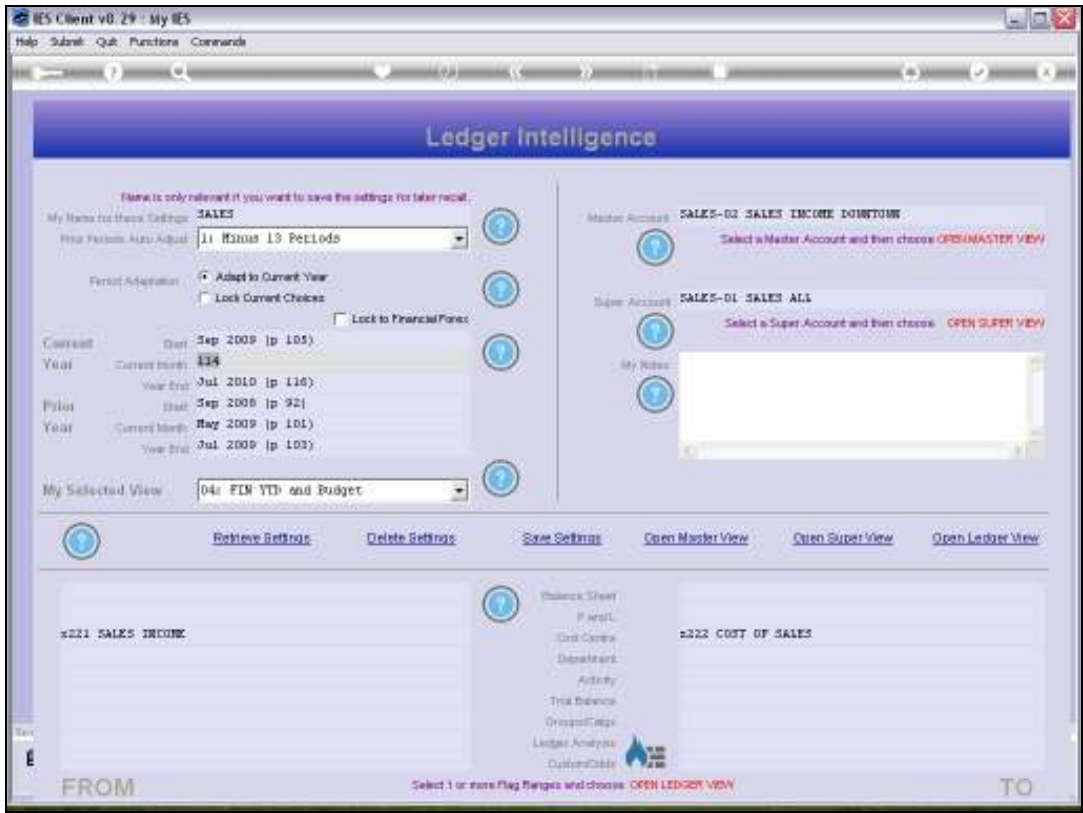 IES Client v8.29 : My IES
Help Submit Quit Functions Commands
Ledger Intelligence
Name is only relevant if you want to save the settings for later recall.
My Name for these Settings SALES
Prior Periods Auto Adjust 1: Minus 13 Periods
Period Adaptation Adapt to Current Year
Lock Current Choices
Lock to Financial Forex
Current Start Sep 2009 (p 105)
Year Current Month 114
Year End Jul 2010 (p 116)
Prior Start Sep 2008 (p 92)
Year Current Month May 2009 (p 101)
Year End Jul 2009 (p 103)
My Selected View 04: FIN YTD and Budget
Master Account SALES-02 SALES INCOME DOWNTOWN
Select a Master Account and then choose OPEN MASTER VIEW
Super Account SALES-01 SALES ALL
Select a Super Account and then choose OPEN SUPER VIEW
My Notes
Retrieve Settings Delete Settings Save Settings Open Master View Open Super View Open Ledger View
Balance Sheet
P and L
z221 SALES INCOME Cost Centre z222 COST OF SALES
Department
Activity
Trial Balance
Ledger Analysis
FROM Select 1 or more Flag Ranges and choose OPEN LEDGER VIEW TO